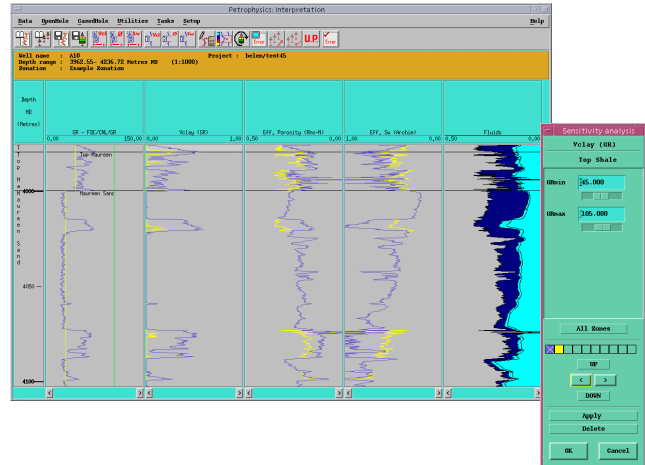 Petrophysics: Interpretation
Data OpenHole CasedHole Utilities Tasks Setup Help
U.P.
Error
Error
Well name : A10 Project : belem/test45
Depth range : 3962.55- 4236.72 Metres MD (1:1000)
Zonation : Example Zonation
Depth
MD
(Metres)
GR - FDC/CNL/GR
0,00 150,00
Vclay (GR)
0,00 1,00
Eff. Porosity (Rho-N)
0,50 0,00
Eff. Sw (Archie)
1,00 0,00
Fluids
0,50 0,00
Top Maureen
Maureen Sand
T
T
o
p
M
a
4000
M
a
u
r
e
e
n
S
a
n
d
4050
4100
Sensitivity analysis
Vclay (GR)
Top Shale
GRmin 45.000
GRmax 105.000
All Zones
UP
< >
DOWN
Apply
Delete
OK Cancel